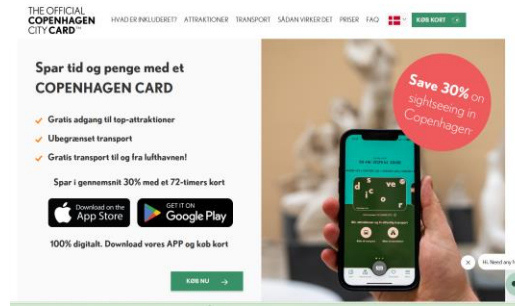 THE OFFICIAL
COPENHAGEN
CITY CARD™
HVAD ER INKLUDERET? ATTRAKTIONER TRANSPORT SÅDAN VIRKER DET PRISER FAQ
KØB KORT
Spar tid og penge med et
COPENHAGEN CARD
Gratis adgang til top-attraktioner
Ubegrænset transport
Gratis transport til og fra lufthavnen!
Spar i gennemsnit 30% med et 72-timers kort
Download on the
App Store
GET IT ON
Google Play
100% digitalt. Download vores APP og køb kort
KØB NU
Save 30% on
sightseeing in
Copenhagen
d s ve e
i c o r
Hi. Need any